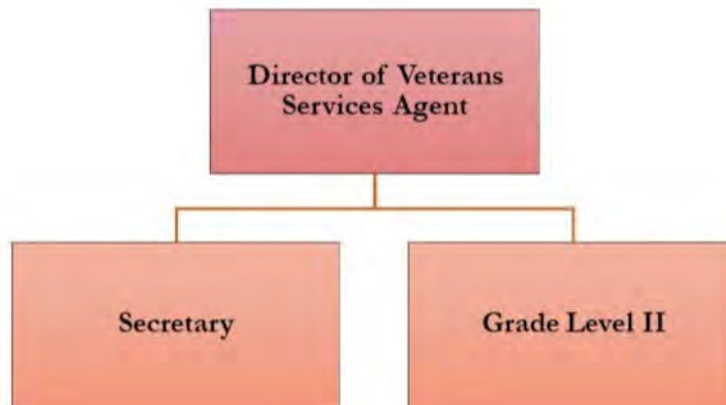 Director of Veterans
Services Agent
Secretary
Grade Level II